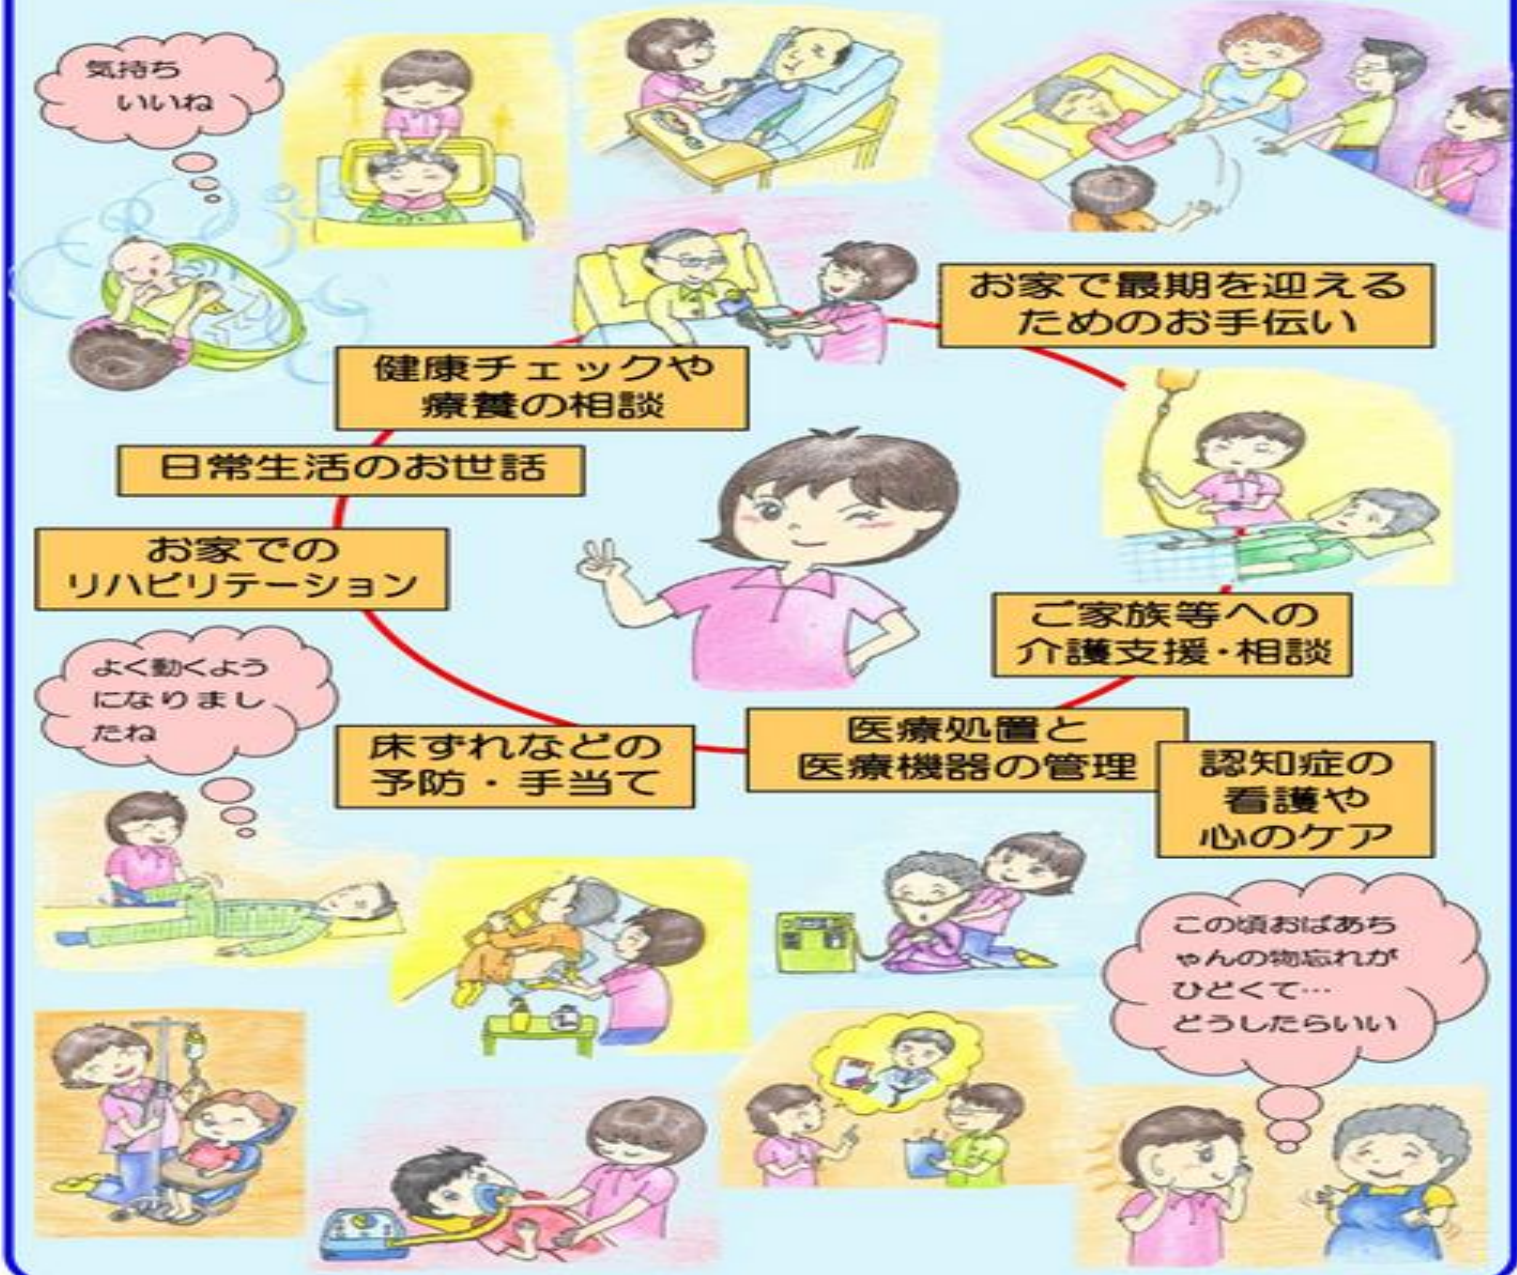 気持ち
いいね
お家で最期を迎える
ためのお手伝い
健康チェックや
療養の相談
日常生活のお世話
お家での
リハビリテーション
ご家族等への
介護支援・相談
よく動くよう
になりまし
たね
床ずれなどの
予防・手当て
医療処置と
医療機器の管理
認知症の
看護や
心のケア
この頃おばあち
ゃんの物忘れが
ひどくて…
どうしたらいい